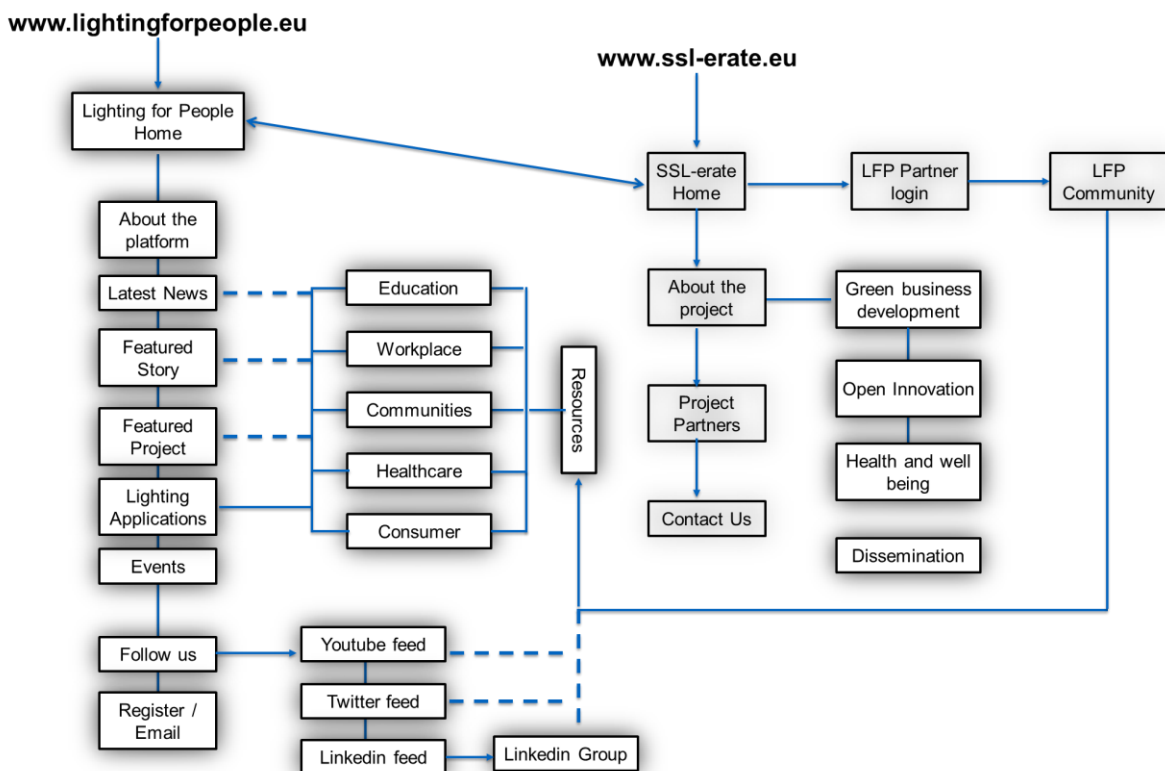 www.lightingforpeople.eu
www.ssl-erate.eu
Lighting for People
Home
SSL-erate
Home
LFP Partner
login
LFP
Community
About the
platform
Latest News
Featured
Story
Featured
Project
Lighting
Applications
Events
Follow us
Register /
Email
Education
Workplace
Communities
Healthcare
Consumer
Resources
About the
project
Project
Partners
Contact Us
Green business
development
Open Innovation
Health and well
being
Dissemination
Youtube feed
Twitter feed
Linkedin feed
Linkedin Group